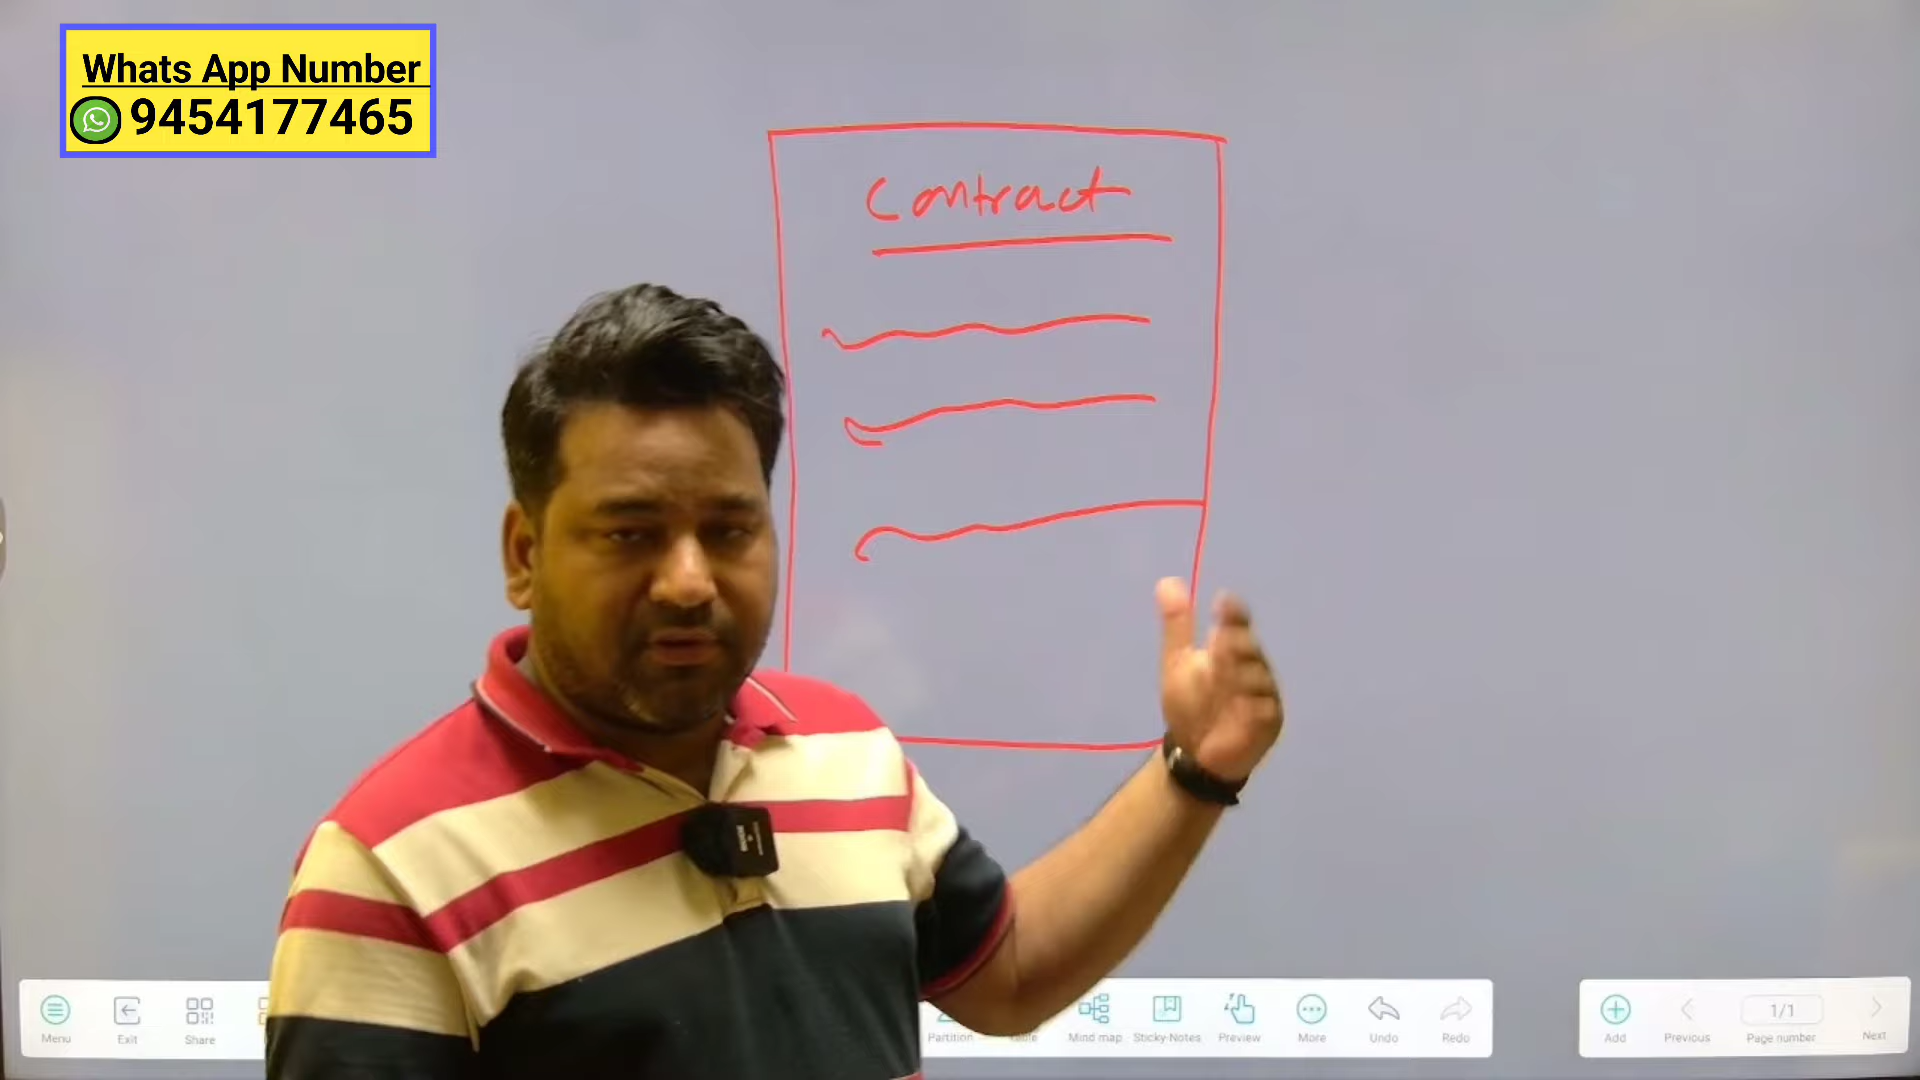 Whats App Number
9454177465
Contract
Menu
Exit
Share
Partition
Mind map
Sticky-Notes
Preview
More
Undo
Redo
Add
Previous
1/1
Page number
Next